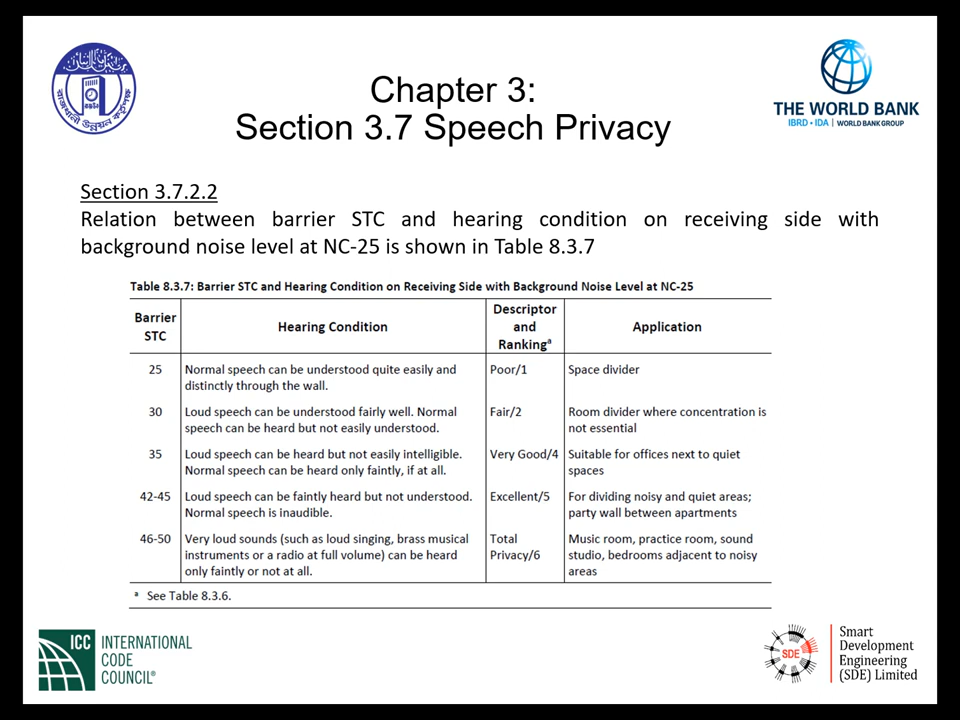 Chapter 3:
Section 3.7 Speech Privacy
THE WORLD BANK
IBRD • IDA | WORLD BANK GROUP
Section 3.7.2.2
Relation between barrier STC and hearing condition on receiving side with
background noise level at NC-25 is shown in Table 8.3.7
Table 8.3.7: Barrier STC and Hearing Condition on Receiving Side with Background Noise Level at NC-25
Barrier STC | Hearing Condition | Descriptor and Rankingᵃ | Application
25 | Normal speech can be understood quite easily and distinctly through the wall. | Poor/1 | Space divider
30 | Loud speech can be understood fairly well. Normal speech can be heard but not easily understood. | Fair/2 | Room divider where concentration is not essential
35 | Loud speech can be heard but not easily intelligible. Normal speech can be heard only faintly, if at all. | Very Good/4 | Suitable for offices next to quiet spaces
42-45 | Loud speech can be faintly heard but not understood. Normal speech is inaudible. | Excellent/5 | For dividing noisy and quiet areas; party wall between apartments
46-50 | Very loud sounds (such as loud singing, brass musical instruments or a radio at full volume) can be heard only faintly or not at all. | Total Privacy/6 | Music room, practice room, sound studio, bedrooms adjacent to noisy areas
ᵃ See Table 8.3.6.
ICC INTERNATIONAL
CODE
COUNCIL®
SDE
Smart
Development
Engineering
(SDE) Limited